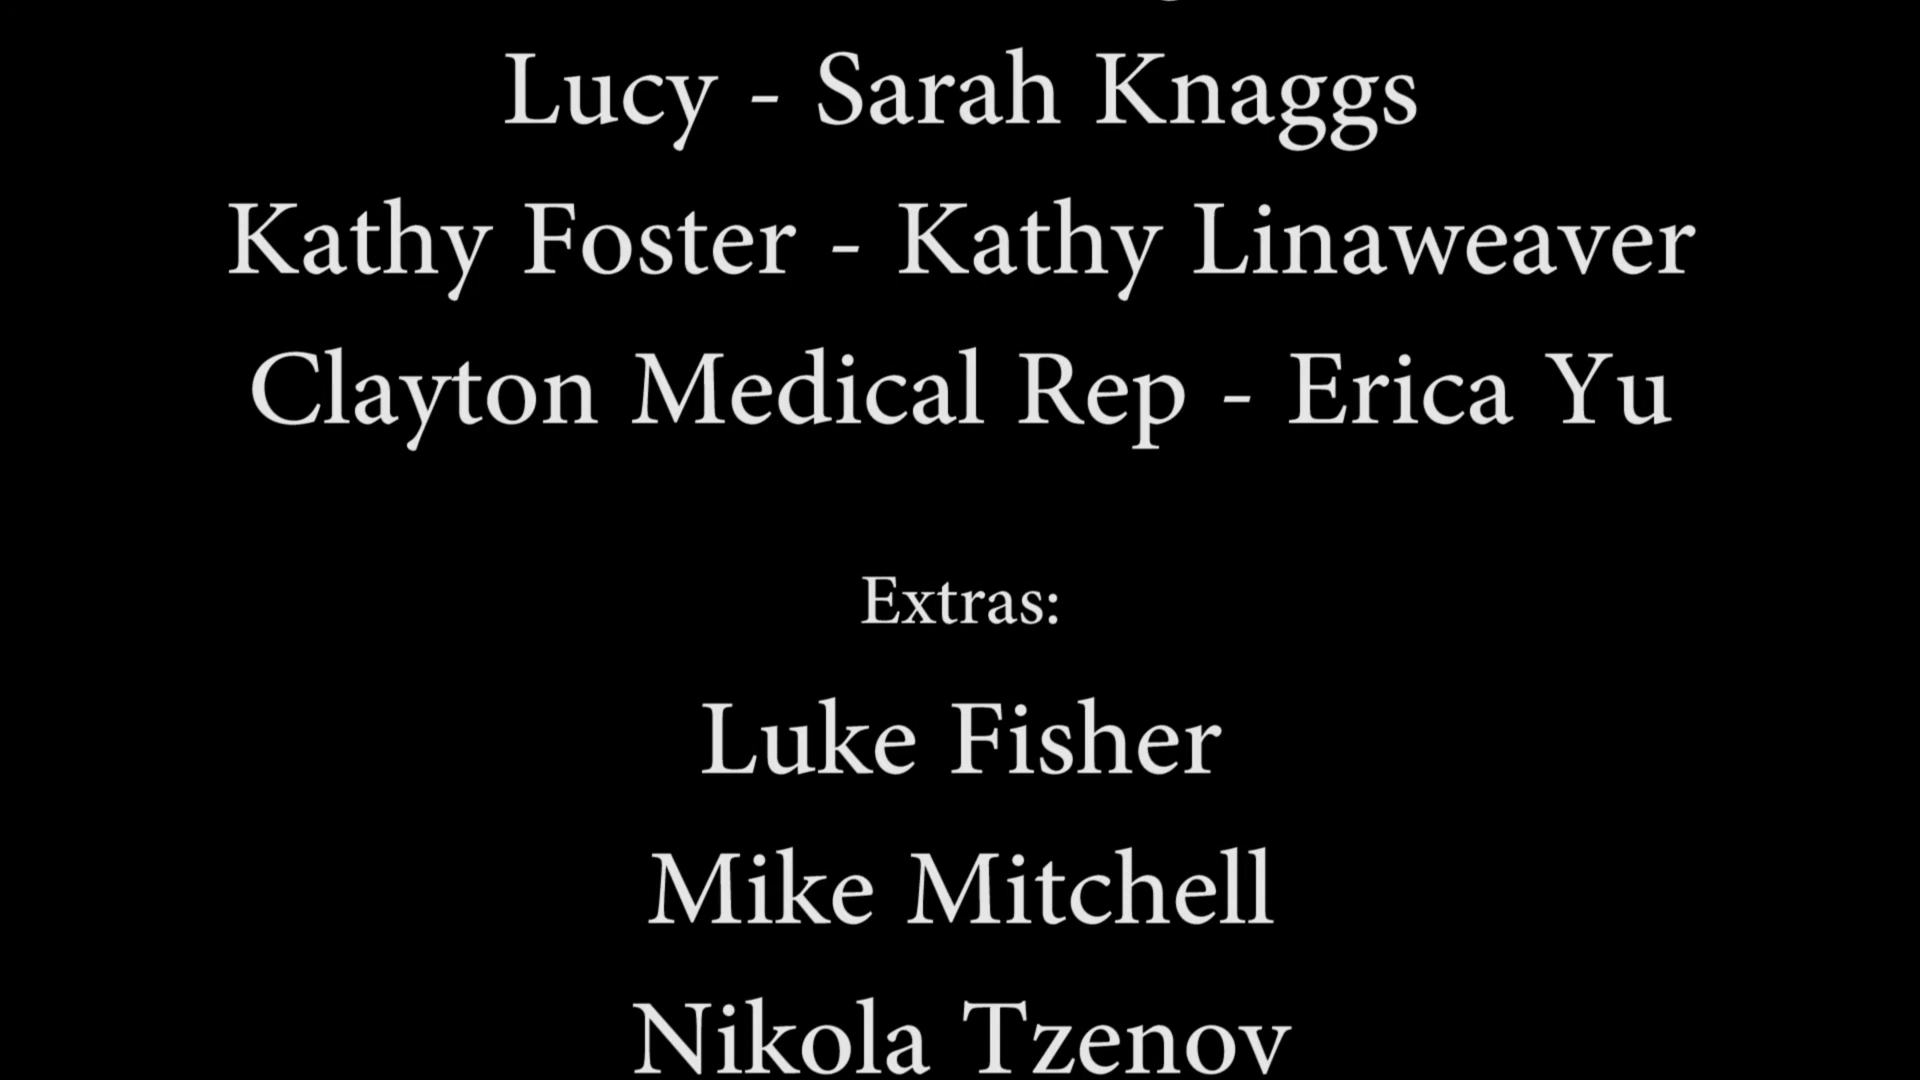 Lucy - Sarah Knaggs
Kathy Foster - Kathy Linaweaver
Clayton Medical Rep - Erica Yu
Extras:
Luke Fisher
Mike Mitchell
Nikola Tzenov